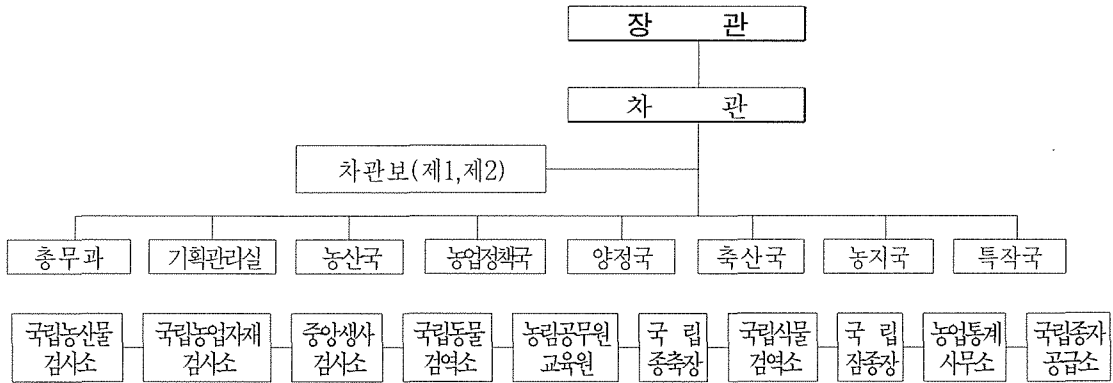 장 관
차 관
차관보(제1,제2)
총무과 기획관리실 농산국 농업정책국 양정국 축산국 농지국 특작국
국립농산물 국립농업자재 중앙생사 국립동물 농림공무원 국 립 국립식물 국 립 농업통계 국립종자
검사소 검사소 검사소 검역소 교육원 종축장 검역소 잠종장 사무소 공급소